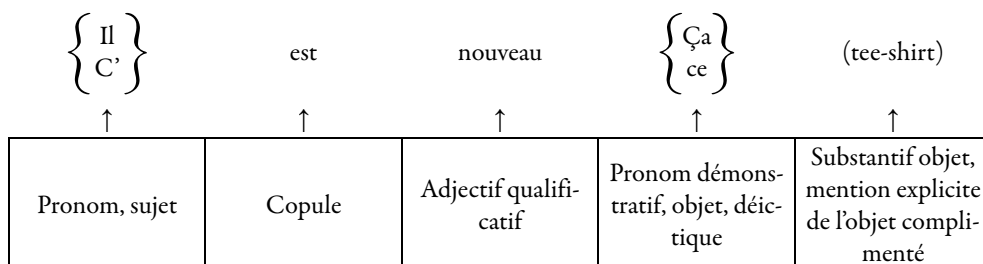 Il Ça
C’ est nouveau ce (tee-shirt)
↑ ↑ ↑ ↑ ↑
Pronom, sujet
Copule
Adjectif qualifi-
catif
Pronom démons-
tratif, objet, déic-
tique
Substantif objet,
mention explicite
de l’objet compli-
menté